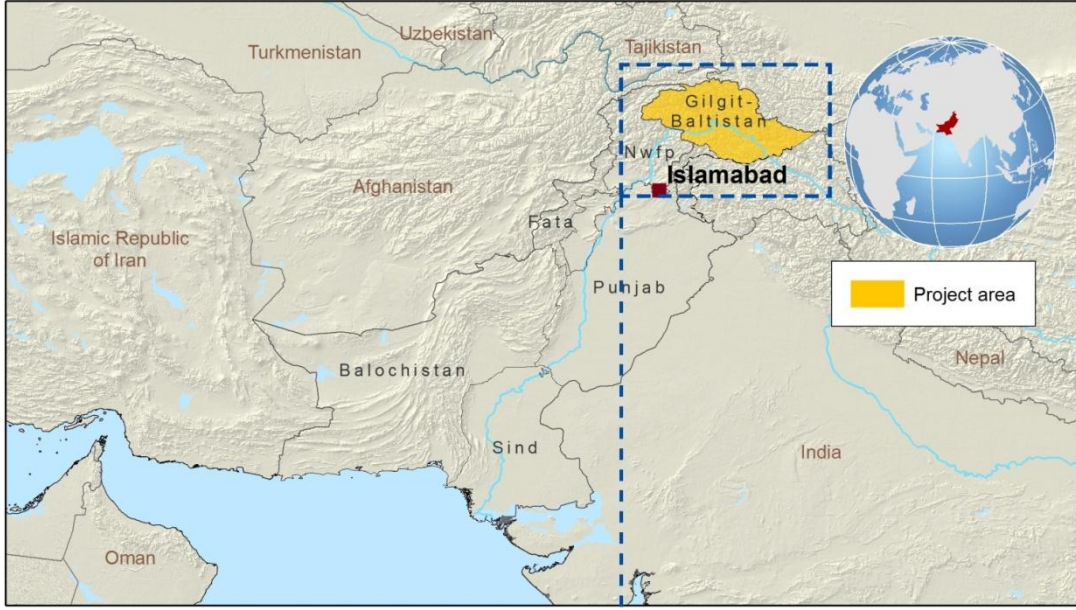 Uzbekistan
Turkmenistan
Tajikistan
Gilgit-
Baltistan
Nwfp
Islamabad
Afghanistan
Fata
Islamic Republic
of Iran
Punjab
Project area
Nepal
Balochistan
Sind
India
Oman